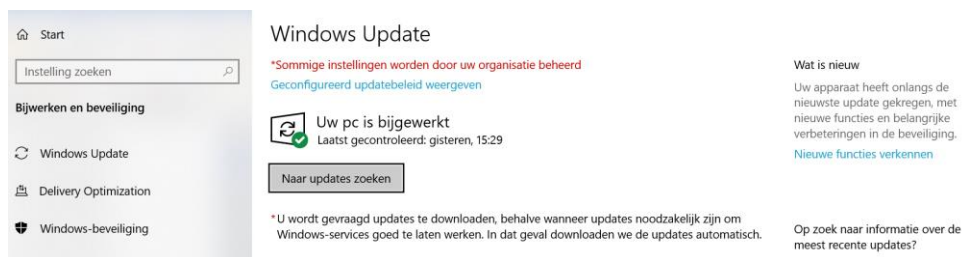 Start
Instelling zoeken
Bijwerken en beveiliging
Windows Update
Delivery Optimization
Windows-beveiliging
Windows Update
*Sommige instellingen worden door uw organisatie beheerd
Geconfigureerd updatebeleid weergeven
Uw pc is bijgewerkt
Laatst gecontroleerd: gisteren, 15:29
Naar updates zoeken
*U wordt gevraagd updates te downloaden, behalve wanneer updates noodzakelijk zijn om
Windows-services goed te laten werken. In dat geval downloaden we de updates automatisch.
Wat is nieuw
Uw apparaat heeft onlangs de
nieuwste update gekregen, met
nieuwe functies en belangrijke
verbeteringen in de beveiliging.
Nieuwe functies verkennen
Op zoek naar informatie over de
meest recente updates?